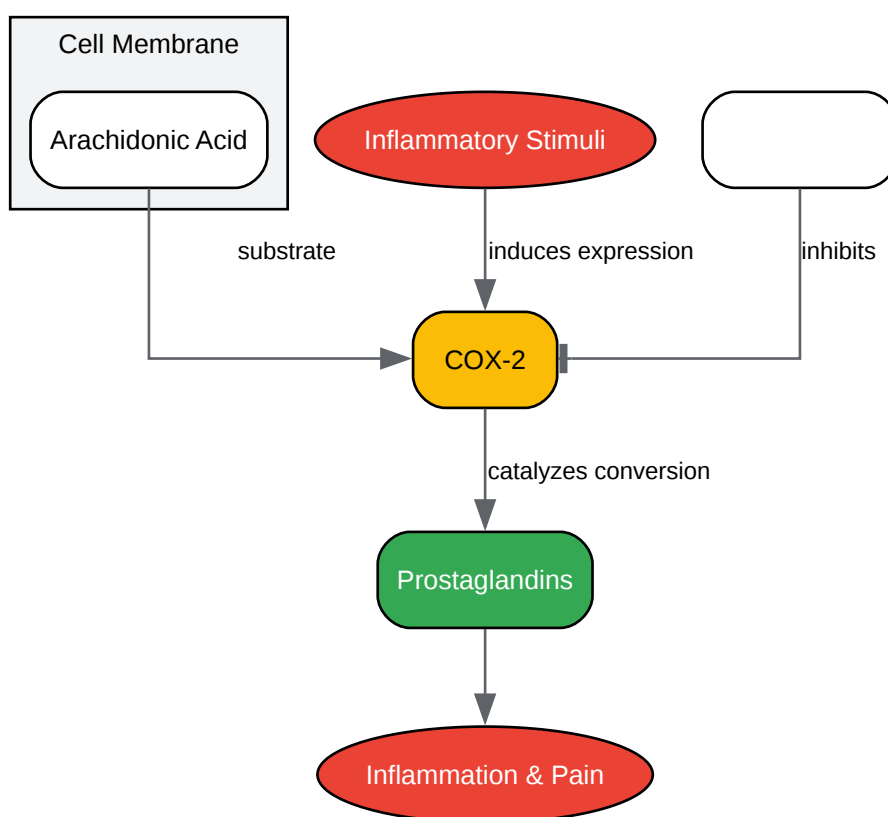 Cell Membrane
Arachidonic Acid
Inflammatory Stimuli
substrate
induces expression
inhibits
COX-2
catalyzes conversion
Prostaglandins
Inflammation & Pain